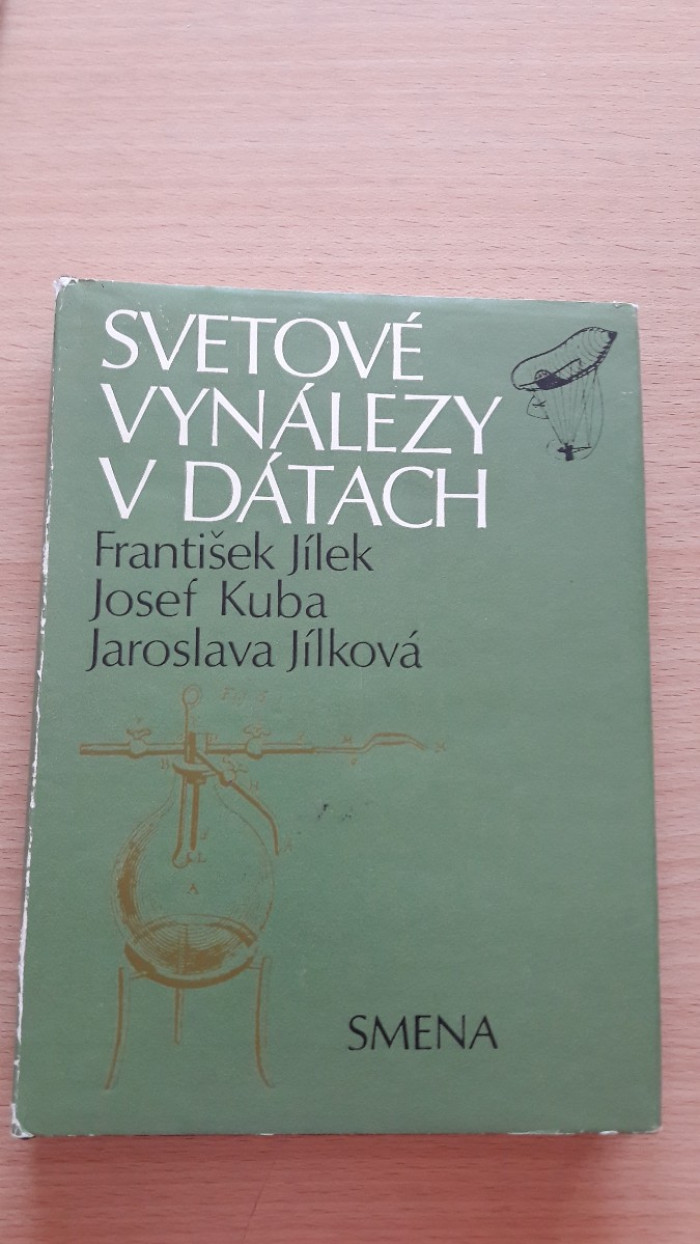 SVETOVÉ
VYNÁLEZY
V DÁTACH
František Jílek
Josef Kuba
Jaroslava Jílková
A
SMENA